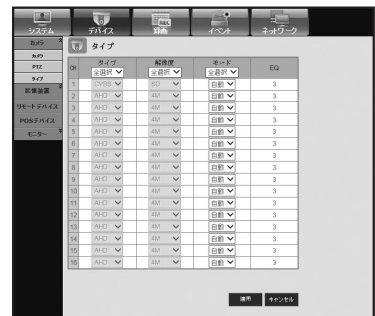 システム デバイス 録画 イベント ネットワーク
カメラ
カメラ
PTZ
タイプ
記憶装置
リモートデバイス
POSデバイス
モニター
タイプ
CH タイプ 解像度 モード EQ
全選択 全選択 全選択
1 CVBS SD 自動 3
2 AHD 4M 自動 3
3 AHD 4M 自動 3
4 AHD 4M 自動 3
5 AHD 4M 自動 3
6 AHD 4M 自動 3
7 AHD 4M 自動 3
8 AHD 4M 自動 3
9 AHD 4M 自動 3
10 AHD 4M 自動 3
11 AHD 4M 自動 3
12 AHD 4M 自動 3
13 AHD 4M 自動 3
14 AHD 4M 自動 3
15 AHD 4M 自動 3
16 AHD 4M 自動 3
適用 キャンセル